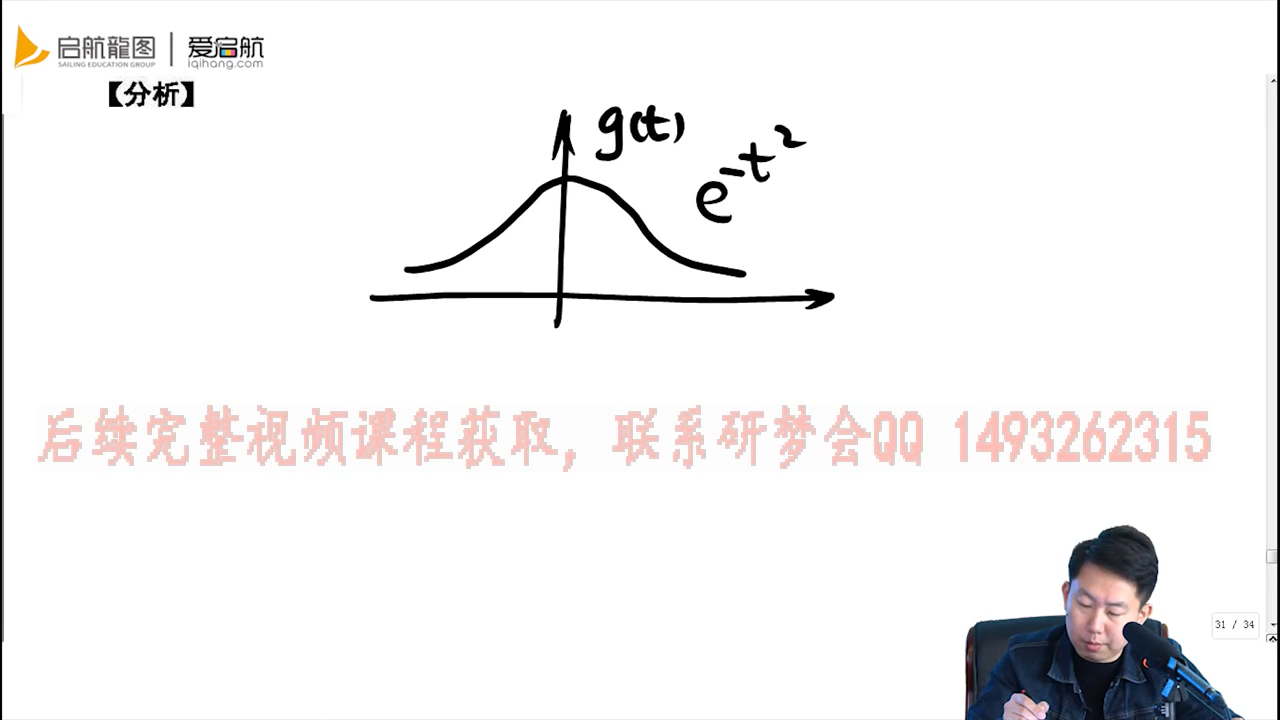 启航龍图 爱启航
SAILING EDUCATION GROUP iqihang.com
【分析】
g(t)
e^{-t^2}
后续完整视频课程获取，联系研梦会QQ 1493262315
31 / 34